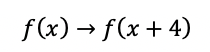 f(x) → f(x + 4)